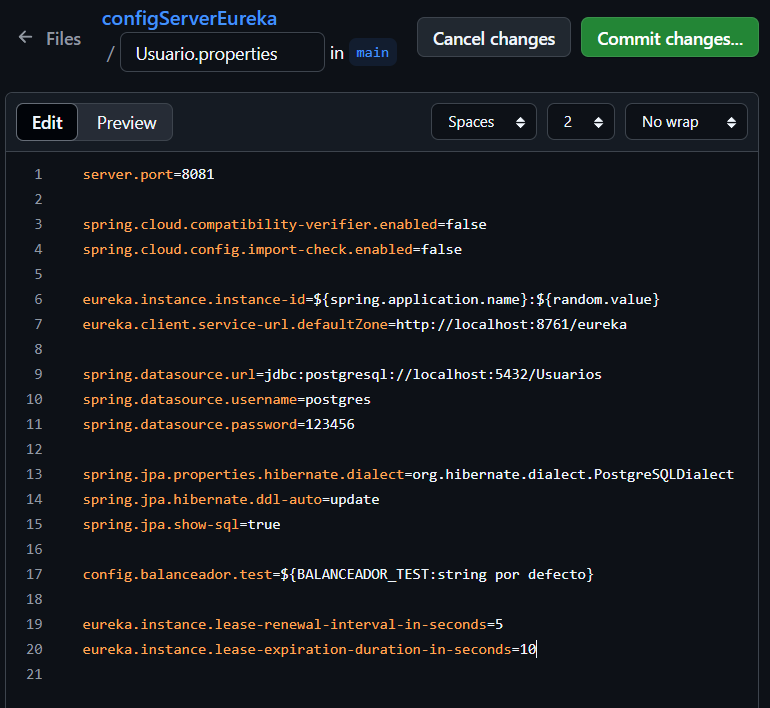 configServerEureka
Files / Usuario.properties in main
Cancel changes
Commit changes...
Edit Preview
Spaces 2 No wrap
1 server.port=8081
2
3 spring.cloud.compatibility-verifier.enabled=false
4 spring.cloud.config.import-check.enabled=false
5
6 eureka.instance.instance-id=${spring.application.name}:${random.value}
7 eureka.client.service-url.defaultZone=http://localhost:8761/eureka
8
9 spring.datasource.url=jdbc:postgresql://localhost:5432/Usuarios
10 spring.datasource.username=postgres
11 spring.datasource.password=123456
12
13 spring.jpa.properties.hibernate.dialect=org.hibernate.dialect.PostgreSQLDialect
14 spring.jpa.hibernate.ddl-auto=update
15 spring.jpa.show-sql=true
16
17 config.balanceador.test=${BALANCEADOR_TEST:string por defecto}
18
19 eureka.instance.lease-renewal-interval-in-seconds=5
20 eureka.instance.lease-expiration-duration-in-seconds=10
21